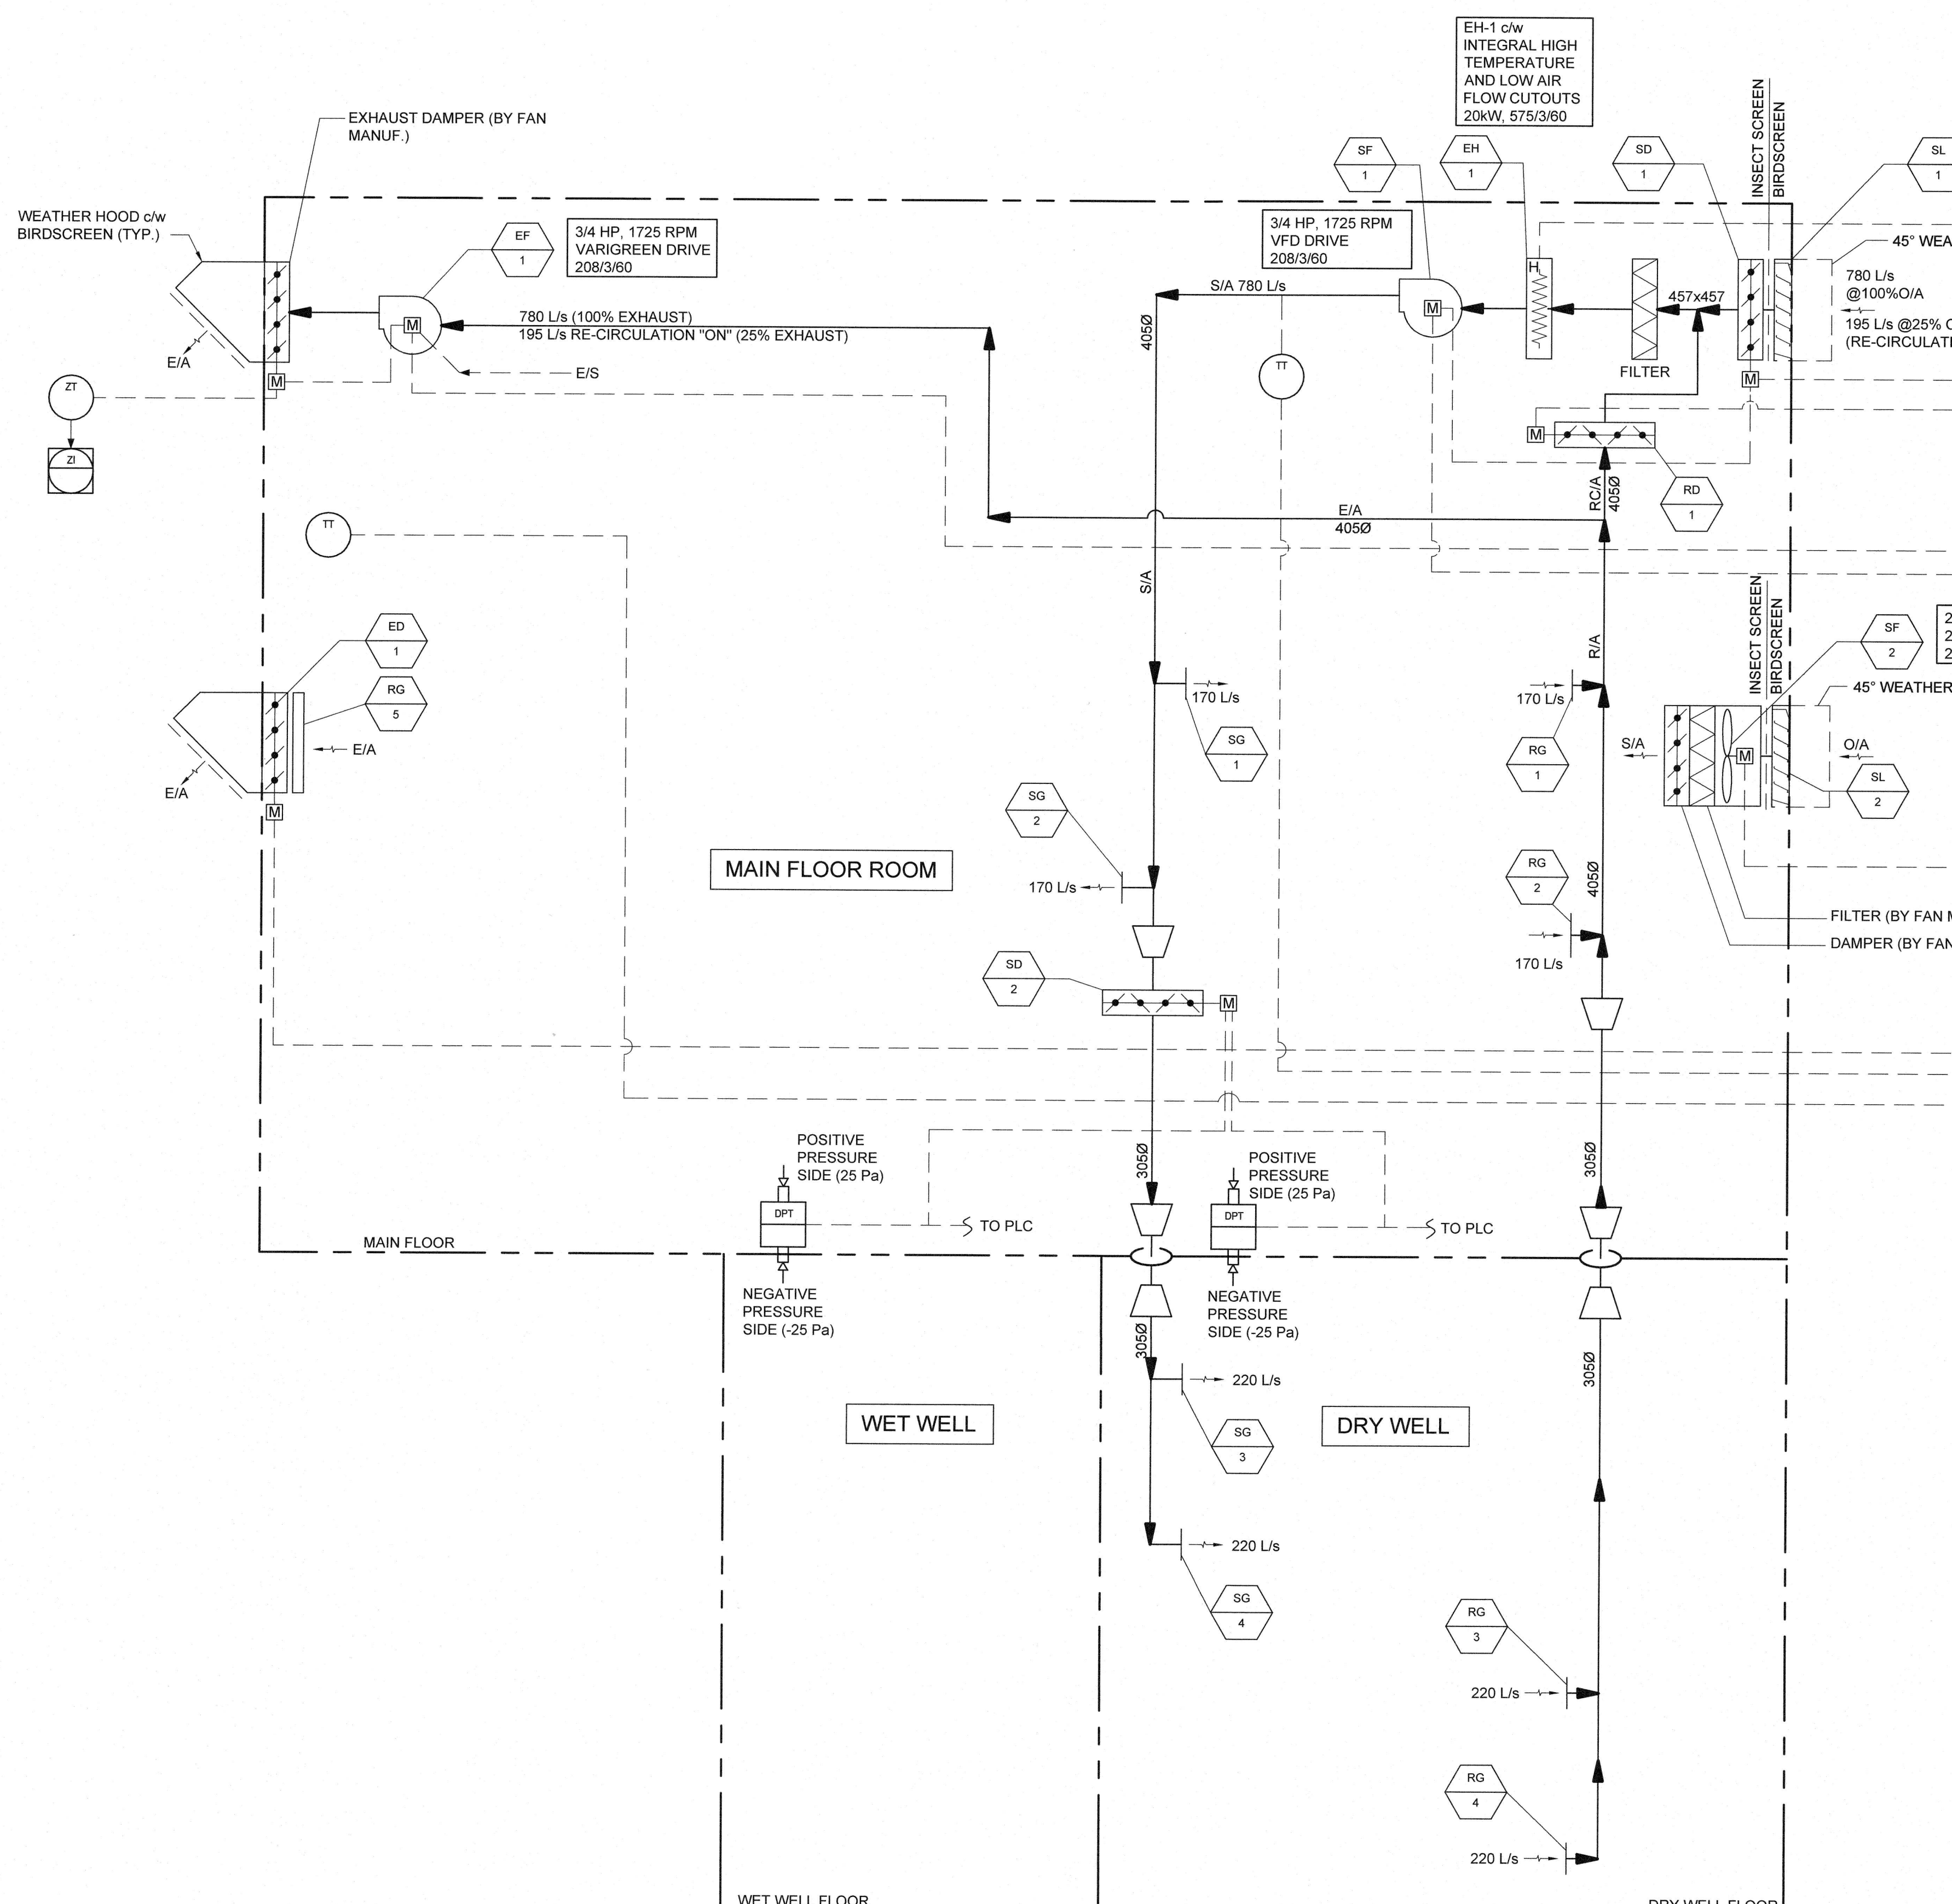 EH-1 c/w
INTEGRAL HIGH
TEMPERATURE
AND LOW AIR
FLOW CUTOUTS
20kW, 575/3/60
EXHAUST DAMPER (BY FAN
MANUF.)
SF
1
EH
1
SD
1
INSECT SCREEN
BIRDSCREEN
SL
1
WEATHER HOOD c/w
BIRDSCREEN (TYP.)
EF
1
3/4 HP, 1725 RPM
VARIGREEN DRIVE
208/3/60
3/4 HP, 1725 RPM
VFD DRIVE
208/3/60
H
45° WEA
S/A 780 L/s
M
457x457
780 L/s
@100%O/A
195 L/s @25% O
(RE-CIRCULATI
780 L/s (100% EXHAUST)
195 L/s RE-CIRCULATION "ON" (25% EXHAUST)
M
405Ø
E/A
M
E/S
TT
FILTER
M
ZT
ZI
M
RC/A
405Ø
RD
1
E/A
405Ø
TT
S/A
R/A
INSECT SCREEN
BIRDSCREEN
SF
2
2
2
2
ED
1
RG
5
E/A
E/A
M
170 L/s
SG
1
170 L/s
RG
1
45° WEATHER
S/A
M
O/A
SL
2
SG
2
170 L/s
MAIN FLOOR ROOM
RG
2
405Ø
170 L/s
FILTER (BY FAN M
DAMPER (BY FAN
SD
2
M
POSITIVE
PRESSURE
SIDE (25 Pa)
DPT
TO PLC
305Ø
POSITIVE
PRESSURE
SIDE (25 Pa)
DPT
TO PLC
305Ø
MAIN FLOOR
NEGATIVE
PRESSURE
SIDE (-25 Pa)
305Ø
NEGATIVE
PRESSURE
SIDE (-25 Pa)
305Ø
220 L/s
WET WELL
DRY WELL
SG
3
220 L/s
SG
4
RG
3
220 L/s
RG
4
220 L/s
WET WELL FLOOR
DRY WELL FLOOR